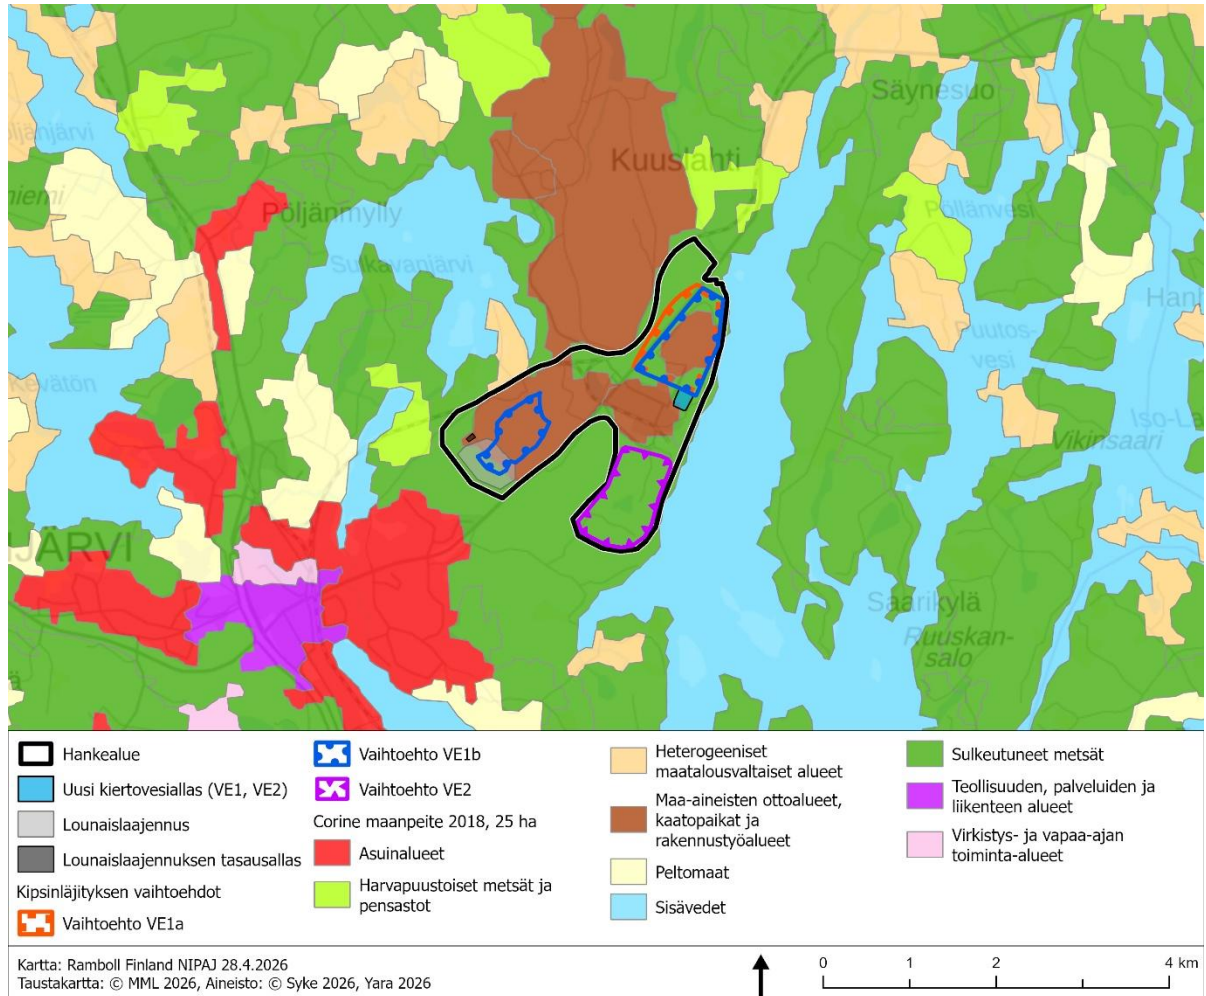 Säynesuo
Kuuslahti
Pöljänmylly
Sulkavanjärvi
Pöllänvesi
Puutos-
vesi
Kevätön
Vikinsaari
JÄRVI
Saarikylä
Ruuskan-
salo
Hankealue
Uusi kiertovesiallas (VE1, VE2)
Lounaislaajennus
Lounaislaajennuksen tasausallas
Kipsinläjityksen vaihtoehdot
Vaihtoehto VE1a
Vaihtoehto VE1b
Vaihtoehto VE2
Corine maanpeite 2018, 25 ha
Asuinalueet
Harvapuustoiset metsät ja
pensastot
Heterogeeniset
maatalousvaltaiset alueet
Maa-aineisten ottoalueet,
kaatopaikat ja
rakennustyöalueet
Peltomaat
Sisävedet
Sulkeutuneet metsät
Teollisuuden, palveluiden ja
liikenteen alueet
Virkistys- ja vapaa-ajan
toiminta-alueet
Kartta: Ramboll Finland NIPAJ 28.4.2026
Taustakartta: © MML 2026, Aineisto: © Syke 2026, Yara 2026
0 1 2 4 km